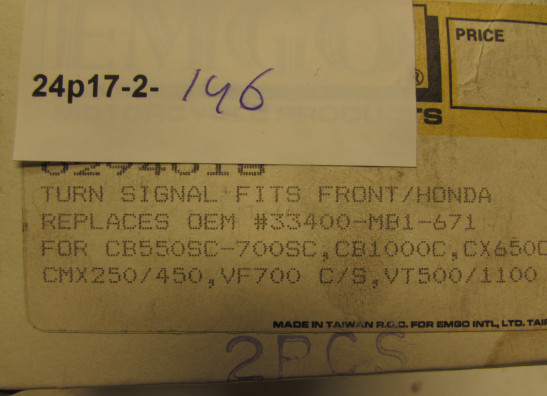 PRICE
24p17-2- 146
®
TS
TURN SIGNAL FITS FRONT/HONDA
REPLACES OEM #33400-MB1-671
FOR CB550SC-700SC,CB1000C,CX650C
CMX250/450,VF700 C/S,VT500/1100
MADE IN TAIWAN R.O.C. FOR EMGO INTL, LTD. TAI
2PCS